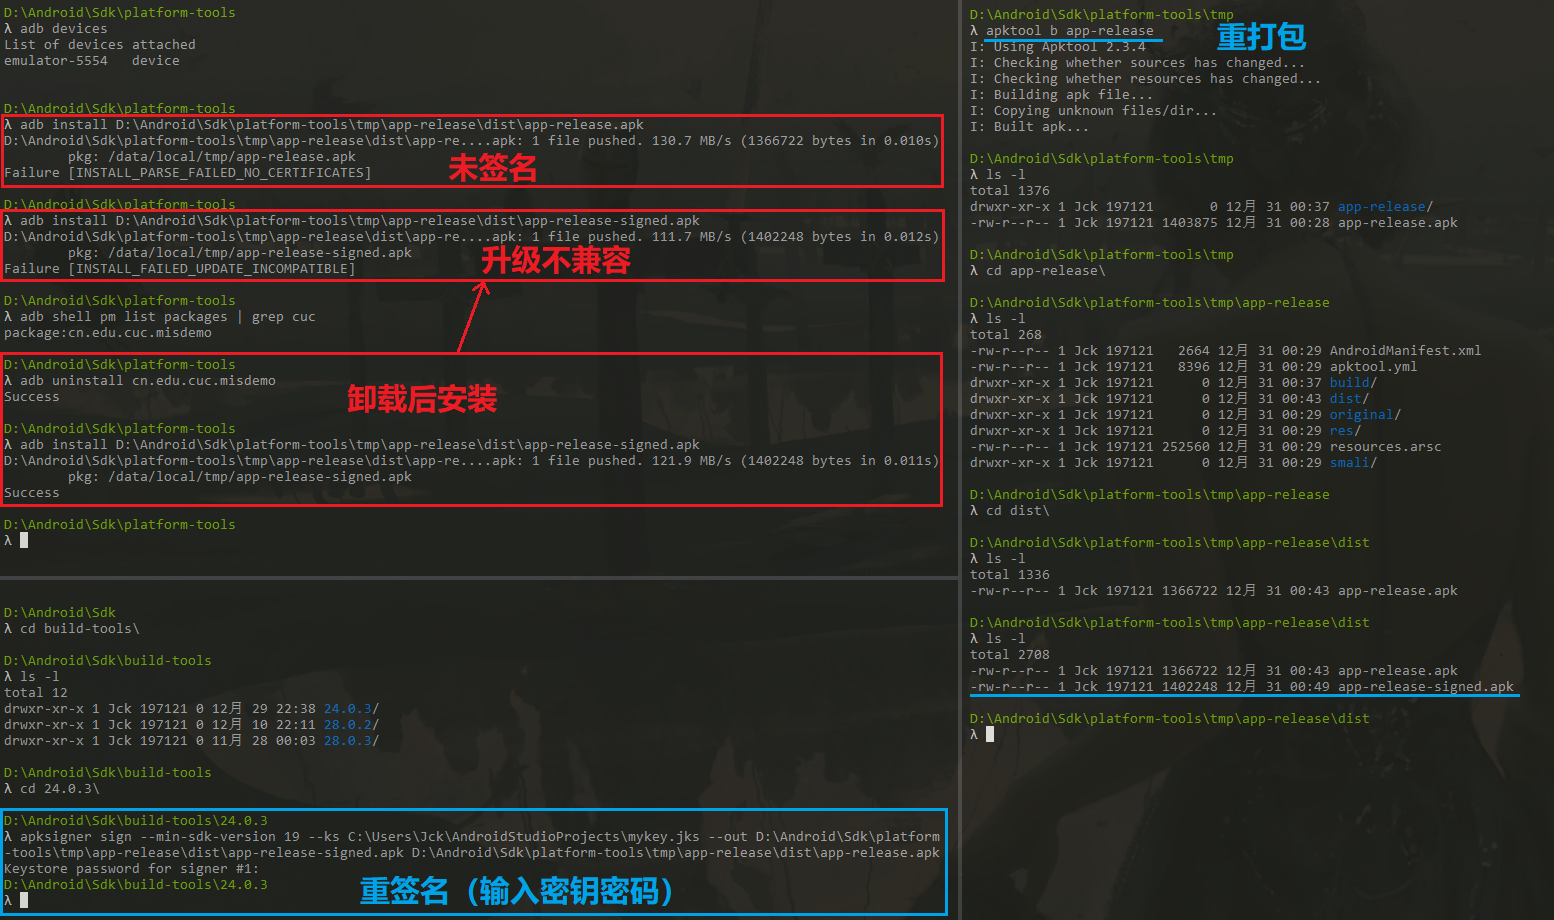 D:\Android\Sdk\platform-tools
λ adb devices
List of devices attached
emulator-5554   device
D:\Android\Sdk\platform-tools
λ adb install D:\Android\Sdk\platform-tools\tmp\app-release\dist\app-release.apk
D:\Android\Sdk\platform-tools\tmp\app-release\dist\app-re....apk: 1 file pushed. 130.7 MB/s (1366722 bytes in 0.010s)
pkg: /data/local/tmp/app-release.apk
Failure [INSTALL_PARSE_FAILED_NO_CERTIFICATES]
未签名
D:\Android\Sdk\platform-tools
λ adb install D:\Android\Sdk\platform-tools\tmp\app-release\dist\app-release-signed.apk
D:\Android\Sdk\platform-tools\tmp\app-release\dist\app-re....apk: 1 file pushed. 111.7 MB/s (1402248 bytes in 0.012s)
pkg: /data/local/tmp/app-release-signed.apk
Failure [INSTALL_FAILED_UPDATE_INCOMPATIBLE]
升级不兼容
D:\Android\Sdk\platform-tools
λ adb shell pm list packages | grep cuc
package:cn.edu.cuc.misdemo
D:\Android\Sdk\platform-tools
λ adb uninstall cn.edu.cuc.misdemo
Success
卸载后安装
D:\Android\Sdk\platform-tools
λ adb install D:\Android\Sdk\platform-tools\tmp\app-release\dist\app-release-signed.apk
D:\Android\Sdk\platform-tools\tmp\app-release\dist\app-re....apk: 1 file pushed. 121.9 MB/s (1402248 bytes in 0.011s)
pkg: /data/local/tmp/app-release-signed.apk
Success
D:\Android\Sdk\platform-tools
λ
D:\Android\Sdk
λ cd build-tools\
D:\Android\Sdk\build-tools
λ ls -l
total 12
drwxr-xr-x 1 Jck 197121 0 12月 29 22:38 24.0.3/
drwxr-xr-x 1 Jck 197121 0 12月 10 22:11 28.0.2/
drwxr-xr-x 1 Jck 197121 0 11月 28 00:03 28.0.3/
D:\Android\Sdk\build-tools
λ cd 24.0.3\
D:\Android\Sdk\build-tools\24.0.3
λ apksigner sign --min-sdk-version 19 --ks C:\Users\Jck\AndroidStudioProjects\mykey.jks --out D:\Android\Sdk\platform
-tools\tmp\app-release\dist\app-release-signed.apk D:\Android\Sdk\platform-tools\tmp\app-release\dist\app-release.apk
Keystore password for signer #1:
D:\Android\Sdk\build-tools\24.0.3
λ
重签名（输入密钥密码）
D:\Android\Sdk\platform-tools\tmp
λ apktool b app-release
重打包
I: Using Apktool 2.3.4
I: Checking whether sources has changed...
I: Checking whether resources has changed...
I: Building apk file...
I: Copying unknown files/dir...
I: Built apk...
D:\Android\Sdk\platform-tools\tmp
λ ls -l
total 1376
drwxr-xr-x 1 Jck 197121       0 12月 31 00:37 app-release/
-rw-r--r-- 1 Jck 197121 1403875 12月 31 00:28 app-release.apk
D:\Android\Sdk\platform-tools\tmp
λ cd app-release\
D:\Android\Sdk\platform-tools\tmp\app-release
λ ls -l
total 268
-rw-r--r-- 1 Jck 197121   2664 12月 31 00:29 AndroidManifest.xml
-rw-r--r-- 1 Jck 197121   8396 12月 31 00:29 apktool.yml
drwxr-xr-x 1 Jck 197121      0 12月 31 00:37 build/
drwxr-xr-x 1 Jck 197121      0 12月 31 00:43 dist/
drwxr-xr-x 1 Jck 197121      0 12月 31 00:29 original/
drwxr-xr-x 1 Jck 197121      0 12月 31 00:29 res/
-rw-r--r-- 1 Jck 197121 252560 12月 31 00:29 resources.arsc
drwxr-xr-x 1 Jck 197121      0 12月 31 00:29 smali/
D:\Android\Sdk\platform-tools\tmp\app-release
λ cd dist\
D:\Android\Sdk\platform-tools\tmp\app-release\dist
λ ls -l
total 1336
-rw-r--r-- 1 Jck 197121 1366722 12月 31 00:43 app-release.apk
D:\Android\Sdk\platform-tools\tmp\app-release\dist
λ ls -l
total 2708
-rw-r--r-- 1 Jck 197121 1366722 12月 31 00:43 app-release.apk
-rw-r--r-- 1 Jck 197121 1402248 12月 31 00:49 app-release-signed.apk
D:\Android\Sdk\platform-tools\tmp\app-release\dist
λ